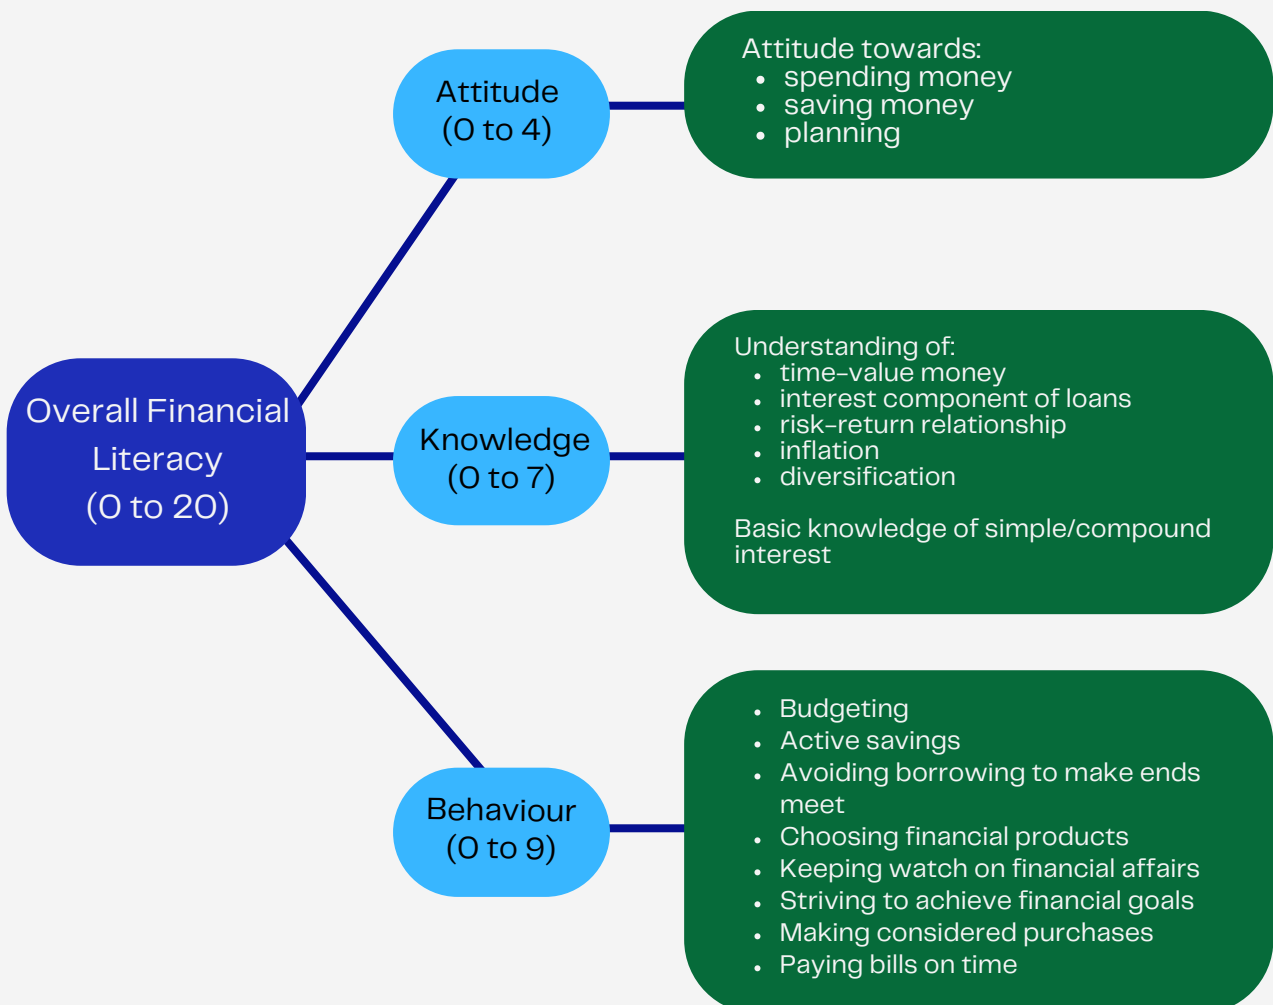 Attitude
(0 to 4)
Attitude towards:
• spending money
• saving money
• planning
Overall Financial
Literacy
(0 to 20)
Knowledge
(0 to 7)
Understanding of:
• time-value money
• interest component of loans
• risk-return relationship
• inflation
• diversification
Basic knowledge of simple/compound
interest
Behaviour
(0 to 9)
• Budgeting
• Active savings
• Avoiding borrowing to make ends
meet
• Choosing financial products
• Keeping watch on financial affairs
• Striving to achieve financial goals
• Making considered purchases
• Paying bills on time